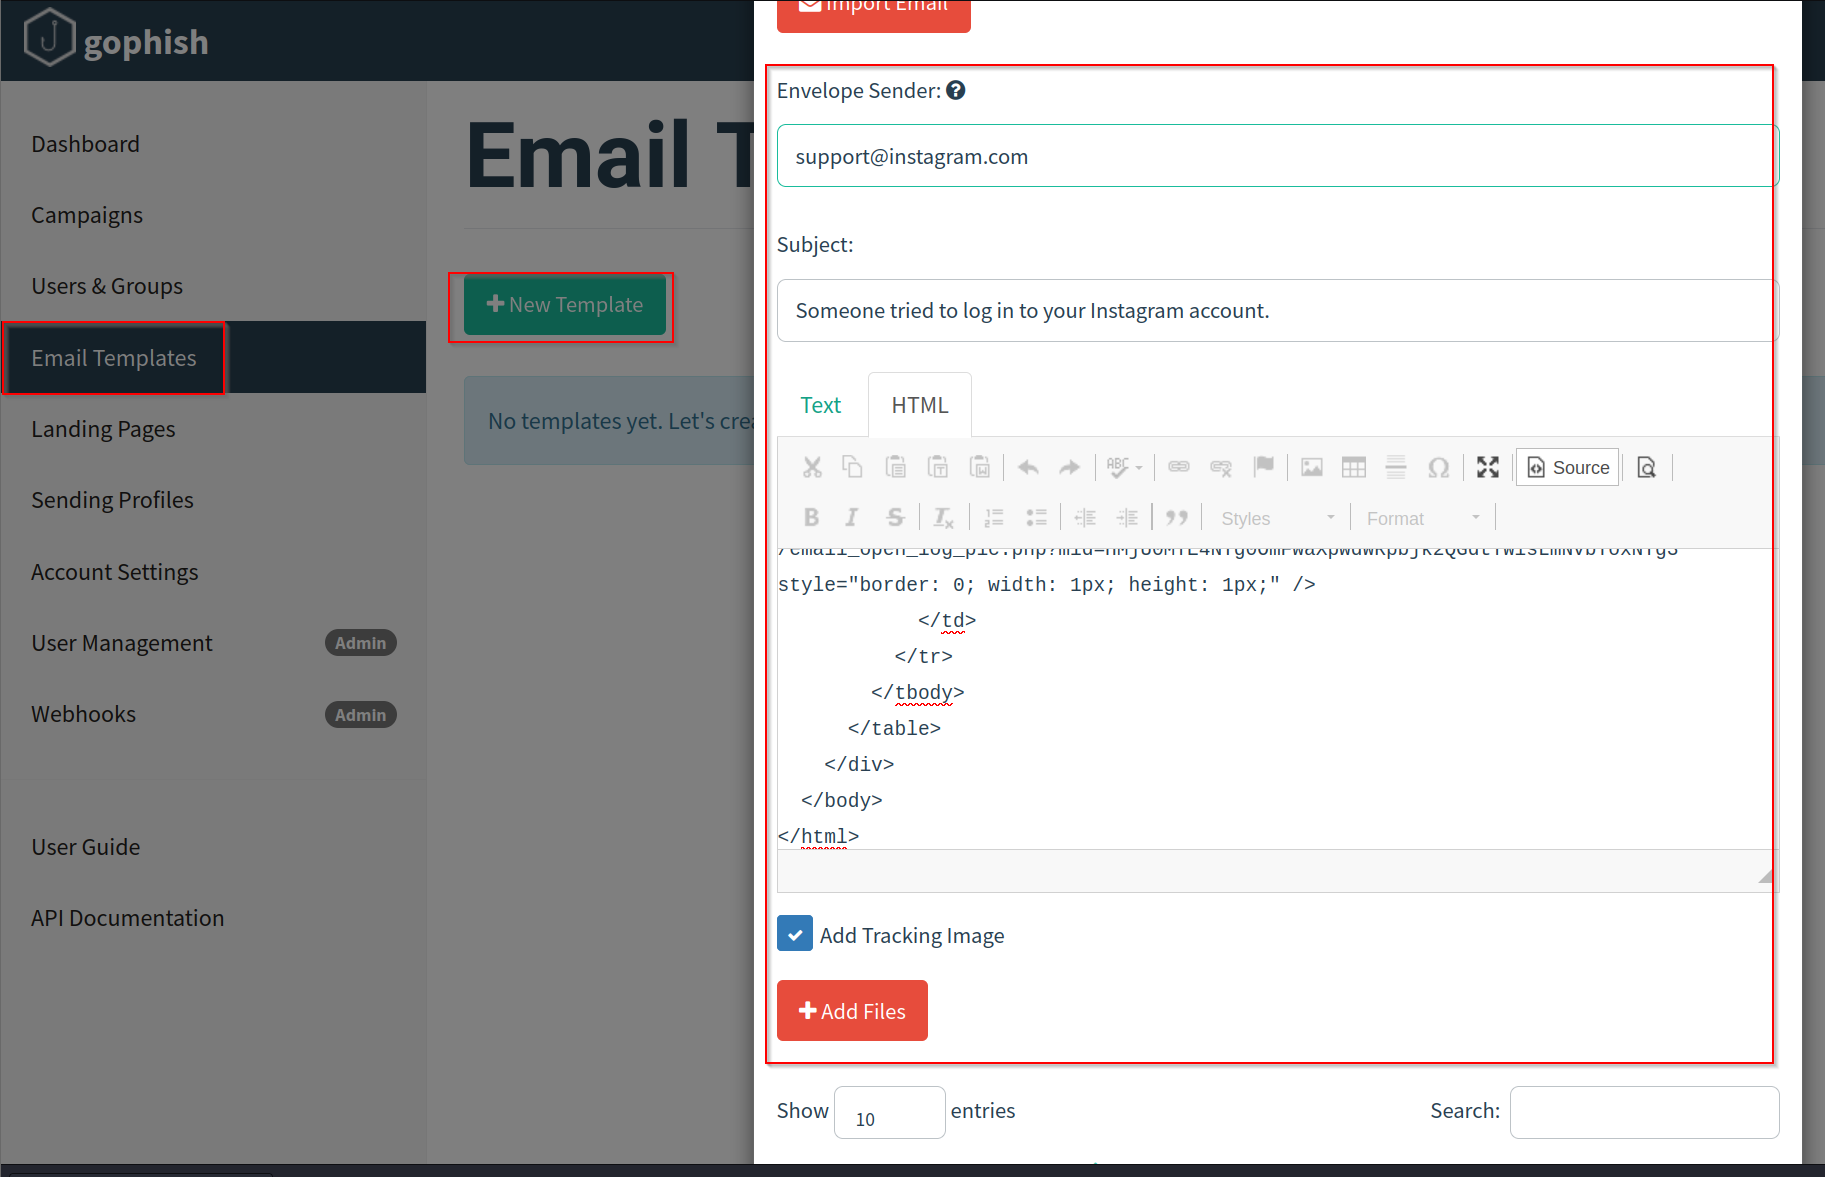 gophish
Dashboard
Campaigns
Users & Groups
Email Templates
Landing Pages
Sending Profiles
Account Settings
User Management Admin
Webhooks Admin
User Guide
API Documentation
Email T
New Template
No templates yet. Let's crea
Import Email
Envelope Sender:
support@instagram.com
Subject:
Someone tried to log in to your Instagram account.
Text HTML
ABC
Source
B I S Tx
Styles Format
style="border: 0; width: 1px; height: 1px;" />
</td>
</tr>
</tbody>
</table>
</div>
</body>
</html>
Add Tracking Image
Add Files
Show 10 entries
Search: